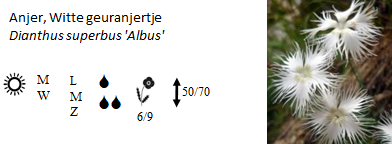 Anjer, Witte geuranjertje
Dianthus superbus 'Albus'
M L
W M 50/70
Z
6/9